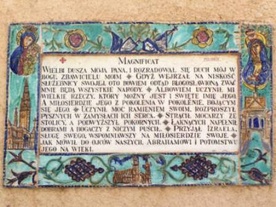 MAGNIFICAT
WIELBI DUSZA MOJA PANA, I ROZRADOWAŁ SIĘ DUCH MÓJ W
BOGU, ZBAWICIELU MOIM ✦ GDYŻ WEJRZAŁ NA NISKOŚĆ
SŁUŻEBNICY SWOJEJ, OTO BOWIEM ODTĄD BŁOGOSŁAWIONĄ ZWAĆ
MNIE BĘDĄ WSZYSTKIE NARODY. ✦ ALBOWIEM UCZYNIŁ MI
WIELKIE RZECZY, KTÓRY MOŻNY JEST I ŚWIĘTE IMIĘ JEGO
A MIŁOSIERDZIE JEGO Z POKOLENIA W POKOLENIE, BOJĄCYM
SIĘ JEGO. ✦ UCZYNIŁ MOC RAMIENIEM SWOIM, ROZPROSZYŁ
PYSZNYCH W ZAMYSŁACH ICH SERCA. ✦ STRĄCIŁ MOCARZY ZE
STOLICY, A PODWYŻSZYŁ POKORNYCH. ✦ ŁAKNĄCYCH NAPEŁNIŁ
DOBRAMI A BOGACZY Z NICZYM PUŚCIŁ. ✦ PRZYJĄŁ IZRAELA,
SŁUGĘ SWEGO, WSPOMNIAWSZY NA MIŁOSIERDZIE SWOJE. ✦
JAK MÓWIŁ DO OJCÓW NASZYCH, ABRAHAMOWI I POTOMSTWU
JEGO NA WIEKI.